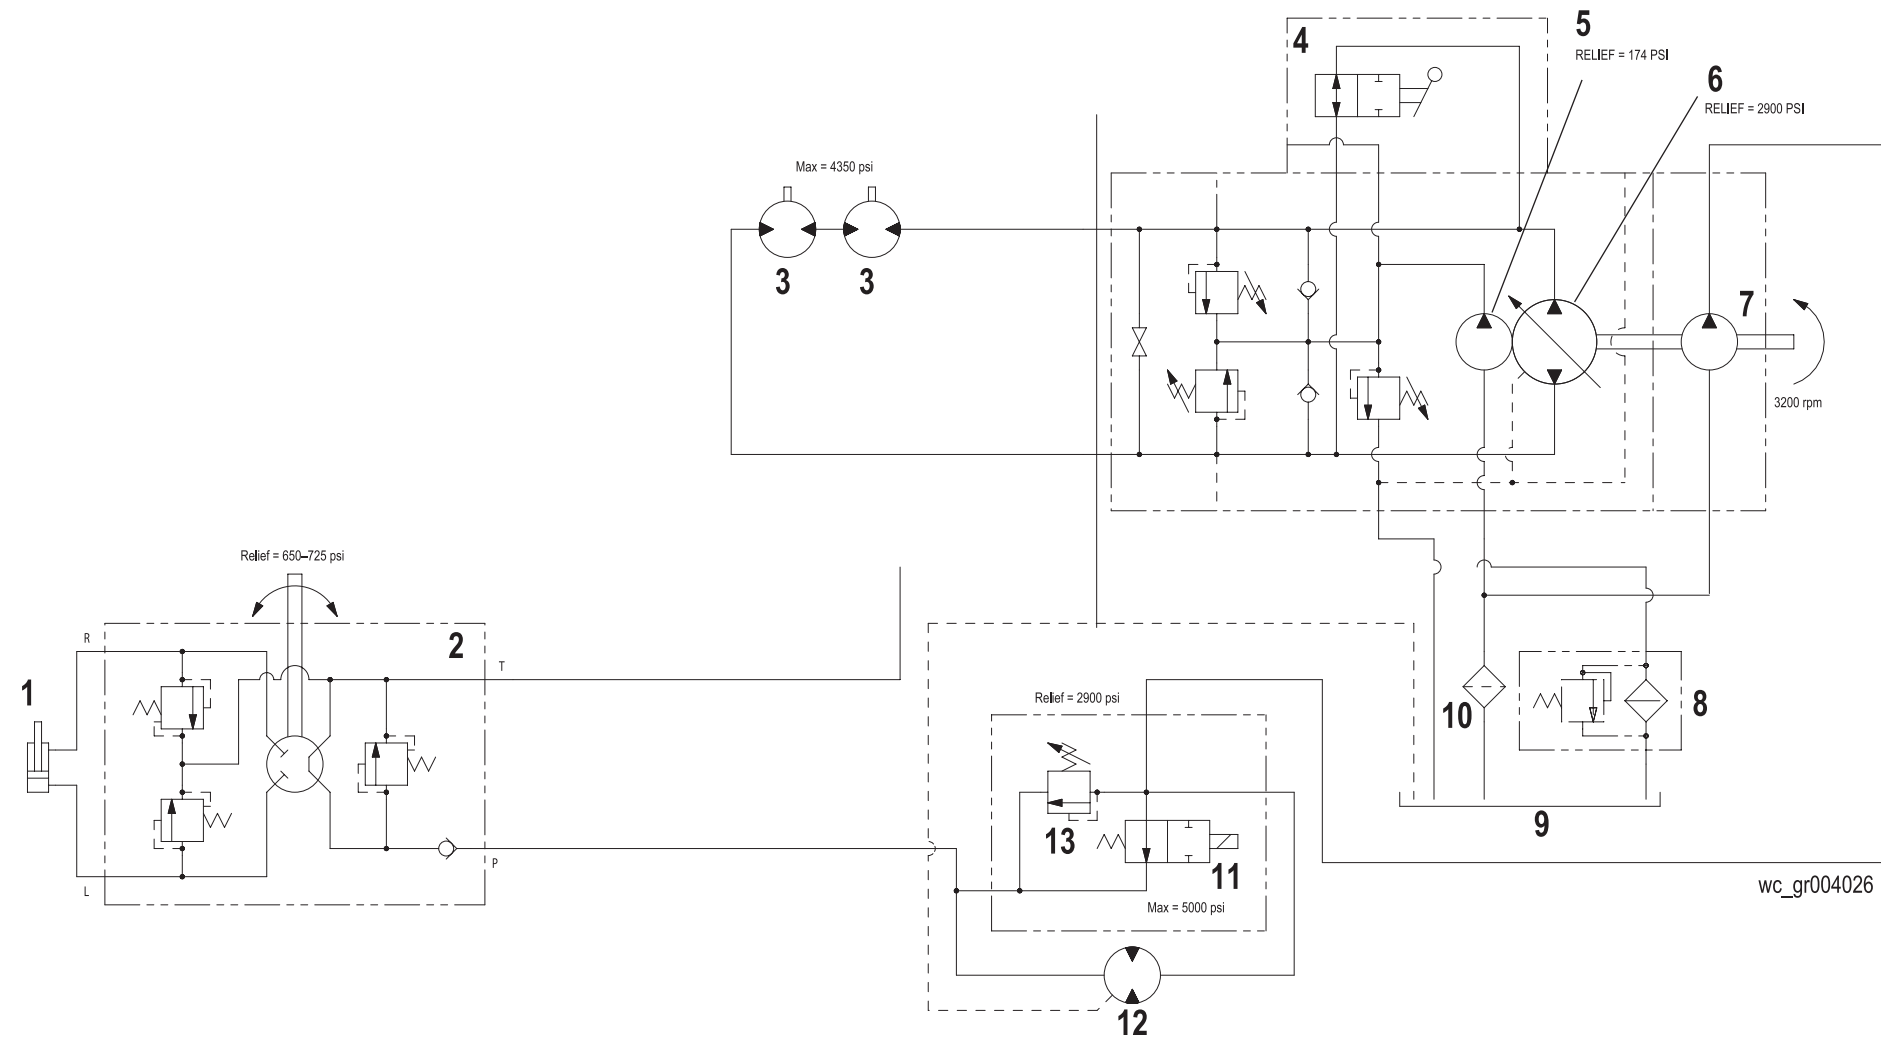 4
5
RELIEF = 174 PSI
6
RELIEF = 2900 PSI
Max = 4350 psi
3
3
7
3200 rpm
Relief = 650–725 psi
R
2
T
1
Relief = 2900 psi
10
8
13
9
11
P
L
Max = 5000 psi
wc_gr004026
12